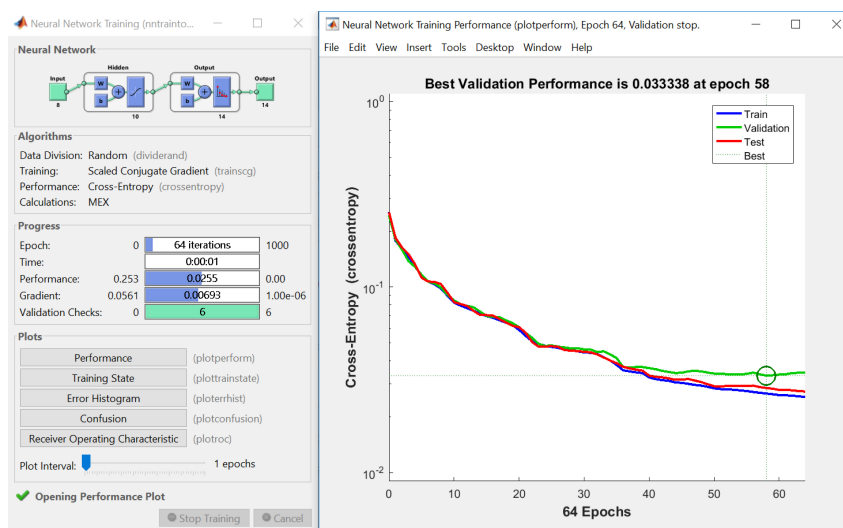 Neural Network Training (nntrainto...
Neural Network
Hidden
Output
Input
Output
W
b
W
b
8
10
14
14
Algorithms
Data Division: Random (dividerand)
Training: Scaled Conjugate Gradient (trainscg)
Performance: Cross-Entropy (crossentropy)
Calculations: MEX
Progress
Epoch: 0 64 iterations 1000
Time: 0:00:01
Performance: 0.253 0.0255 0.00
Gradient: 0.0561 0.00693 1.00e-06
Validation Checks: 0 6 6
Plots
Performance (plotperform)
Training State (plottrainstate)
Error Histogram (ploterrhist)
Confusion (plotconfusion)
Receiver Operating Characteristic (plotroc)
Plot Interval: 1 epochs
Opening Performance Plot
Stop Training Cancel
Neural Network Training Performance (plotperform), Epoch 64, Validation stop.
File Edit View Insert Tools Desktop Window Help
Best Validation Performance is 0.033338 at epoch 58
Train
Validation
Test
Best
Cross-Entropy (crossentropy)
10^0
10^-1
10^-2
0 10 20 30 40 50 60
64 Epochs